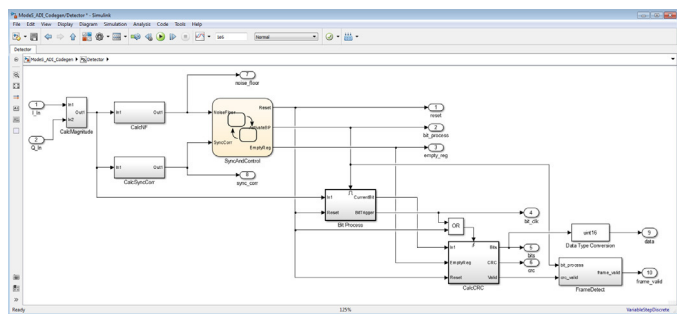 ModeS_ADI_Codegen/Detector * - Simulink
File Edit View Display Diagram Simulation Analysis Code Tools Help
1e6
Normal
Detector
ModeS_ADI_Codegen Detector
7
noise_floor
1
I_In
2
Q_In
In1
In2
Out1
CalcMagnitude
In1
Out1
CalcNF
In1
Out1
CalcSyncCorr
8
sync_corr
NoiseFloor
SyncCorr
Reset
EmptyReg
SyncAndControl
1
reset
2
bit_process
3
empty_reg
In1
Reset
CurrentBit
BitTrigger
Bit Process
OR
4
bit_clk
In1
EmptyReg
Reset
Bits
CRC
Valid
CalcCRC
5
bits
6
crc
uint16
Data Type Conversion
9
data
bit_process
crc_valid
frame_valid
FrameDetect
10
frame_valid
Ready
125%
VariableStepDiscrete